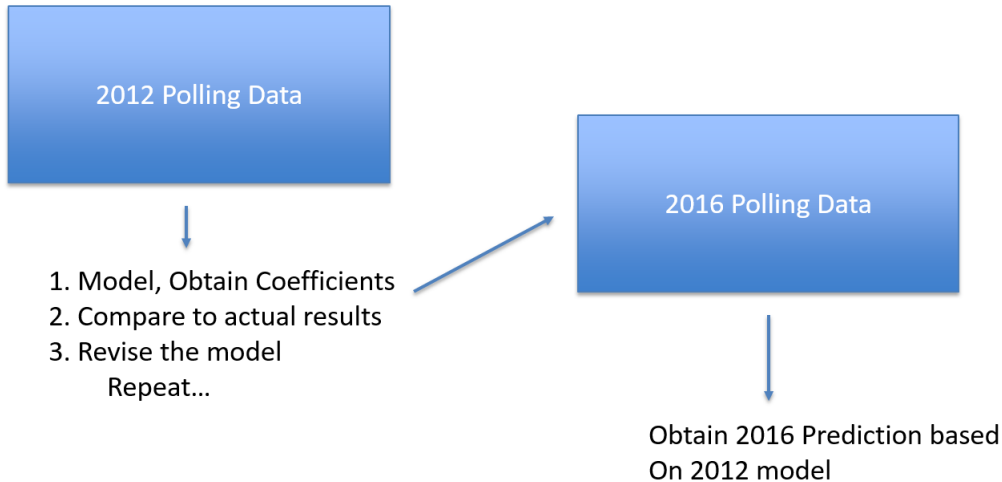 2012 Polling Data
2016 Polling Data
1. Model, Obtain Coefficients
2. Compare to actual results
3. Revise the model
Repeat...
Obtain 2016 Prediction based
On 2012 model